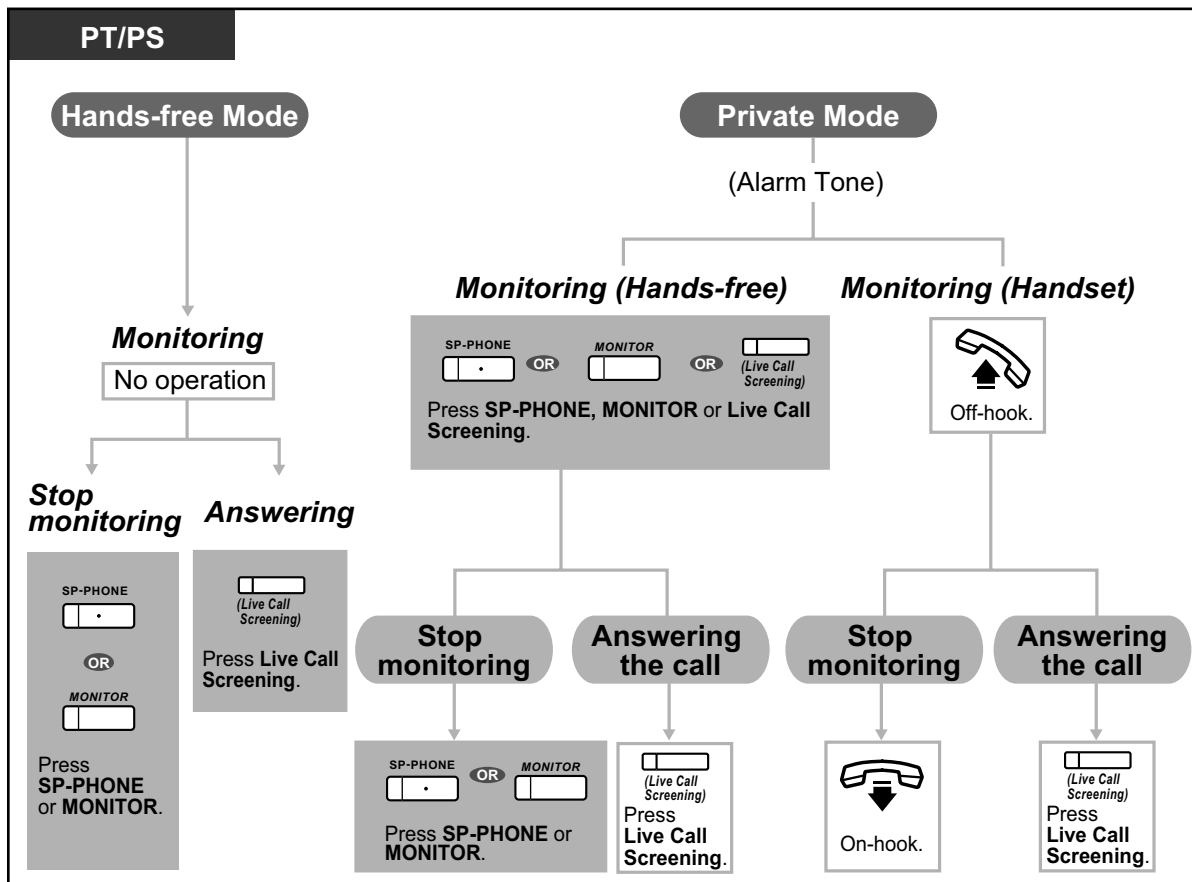 PT/PS
Hands-free Mode
Private Mode
(Alarm Tone)
Monitoring
No operation
Stop
monitoring
SP-PHONE
OR
MONITOR
Press
SP-PHONE
or MONITOR.
Answering
(Live Call
Screening)
Press Live Call
Screening.
Monitoring (Hands-free)
SP-PHONE
OR
MONITOR
OR
(Live Call
Screening)
Press SP-PHONE, MONITOR or Live Call
Screening.
Stop
monitoring
SP-PHONE
OR
MONITOR
Press SP-PHONE or
MONITOR.
Answering
the call
(Live Call
Screening)
Press
Live Call
Screening.
Monitoring (Handset)
Off-hook.
Stop
monitoring
On-hook.
Answering
the call
(Live Call
Screening)
Press
Live Call
Screening.